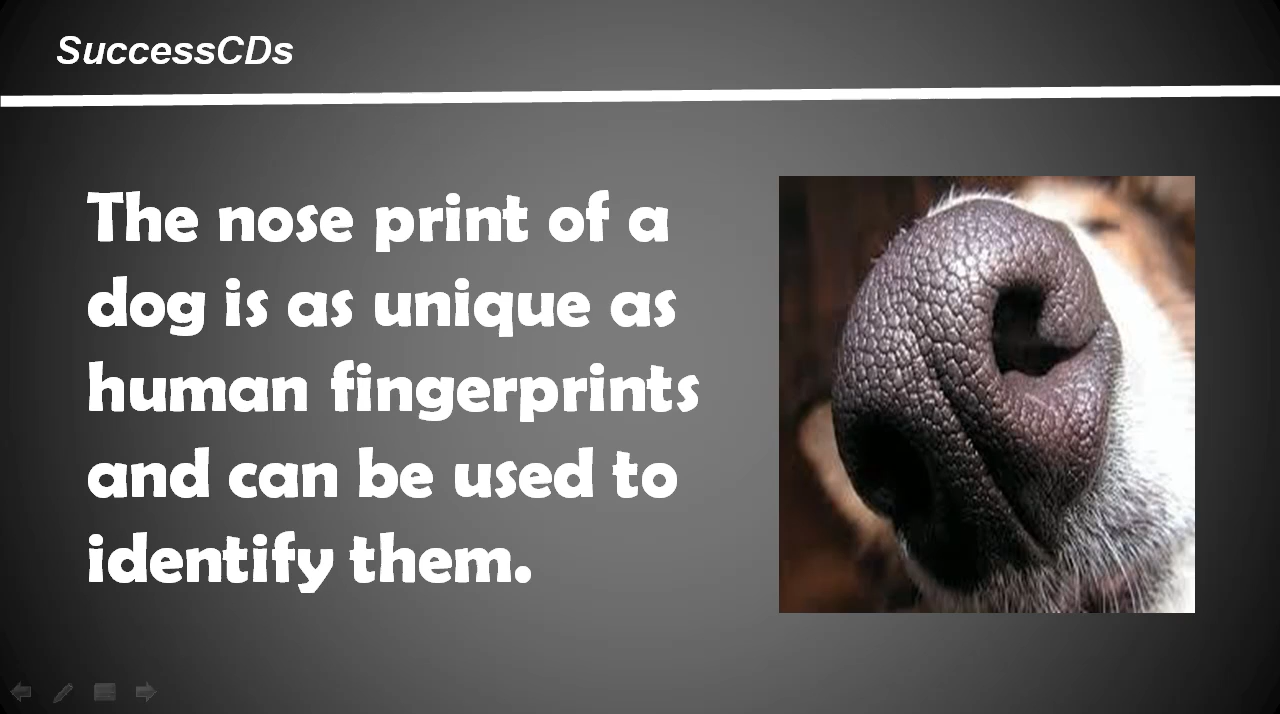 SuccessCDs
The nose print of a
dog is as unique as
human fingerprints
and can be used to
identify them.